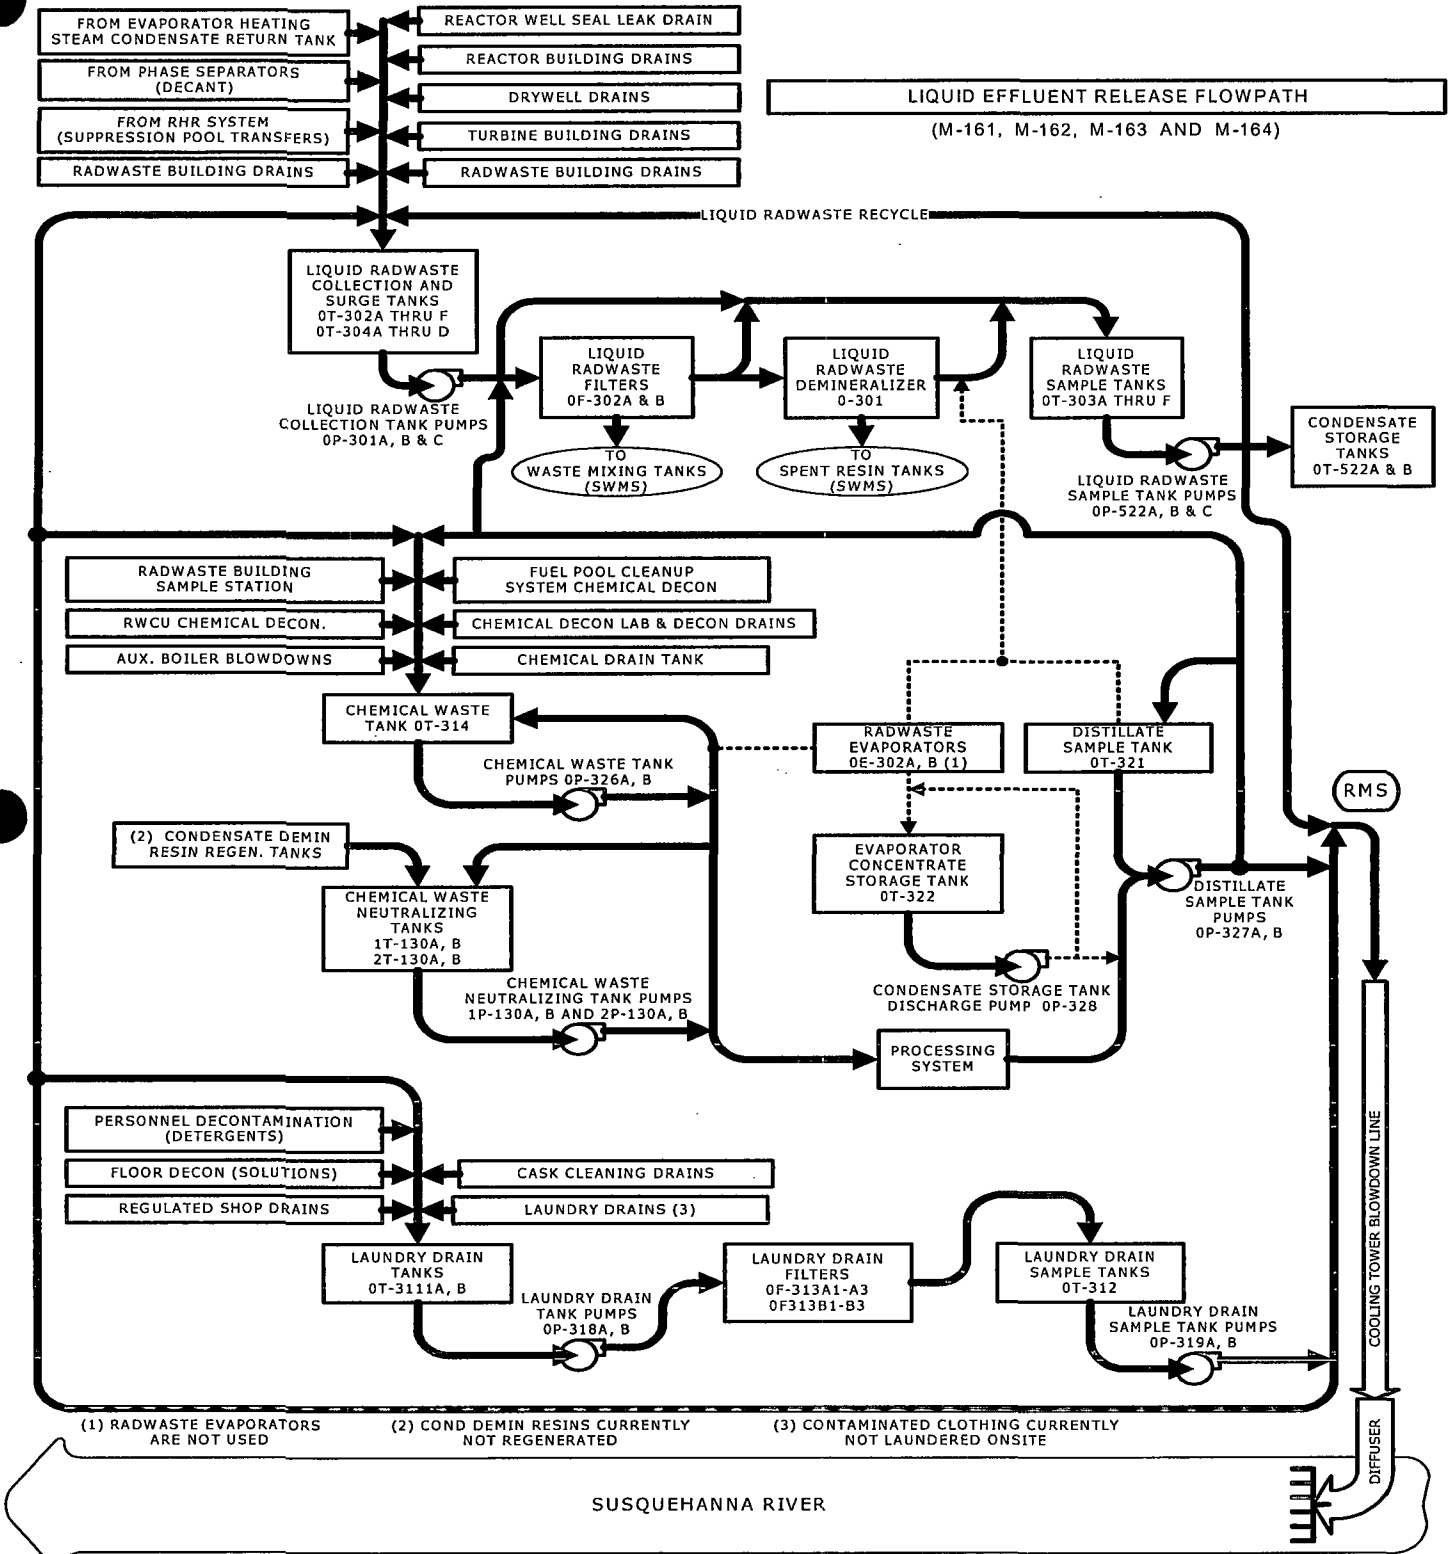 FROM EVAPORATOR HEATING
STEAM CONDENSATE RETURN TANK
FROM PHASE SEPARATORS
(DECANT)
FROM RHR SYSTEM
(SUPPRESSION POOL TRANSFERS)
RADWASTE BUILDING DRAINS
REACTOR WELL SEAL LEAK DRAIN
REACTOR BUILDING DRAINS
DRYWELL DRAINS
TURBINE BUILDING DRAINS
RADWASTE BUILDING DRAINS
LIQUID EFFLUENT RELEASE FLOWPATH
(M-161, M-162, M-163 AND M-164)
LIQUID RADWASTE RECYCLE
LIQUID RADWASTE
COLLECTION AND
SURGE TANKS
0T-302A THRU F
0T-304A THRU D
LIQUID RADWASTE
COLLECTION TANK PUMPS
0P-301A, B & C
LIQUID
RADWASTE
FILTERS
0F-302A & B
TO
WASTE MIXING TANKS
(SWMS)
LIQUID
RADWASTE
DEMINERALIZER
0-301
TO
SPENT RESIN TANKS
(SWMS)
LIQUID
RADWASTE
SAMPLE TANKS
0T-303A THRU F
LIQUID RADWASTE
SAMPLE TANK PUMPS
0P-522A, B & C
CONDENSATE
STORAGE
TANKS
0T-522A & B
RADWASTE BUILDING
SAMPLE STATION
RWCU CHEMICAL DECON.
AUX. BOILER BLOWDOWNS
FUEL POOL CLEANUP
SYSTEM CHEMICAL DECON
CHEMICAL DECON LAB & DECON DRAINS
CHEMICAL DRAIN TANK
CHEMICAL WASTE
TANK 0T-314
CHEMICAL WASTE TANK
PUMPS 0P-326A, B
RADWASTE
EVAPORATORS
0E-302A, B (1)
DISTILLATE
SAMPLE TANK
0T-321
RMS
(2) CONDENSATE DEMIN
RESIN REGEN. TANKS
EVAPORATOR
CONCENTRATE
STORAGE TANK
0T-322
CHEMICAL WASTE
NEUTRALIZING
TANKS
1T-130A, B
2T-130A, B
DISTILLATE
SAMPLE TANK
PUMPS
0P-327A, B
CHEMICAL WASTE
NEUTRALIZING TANK PUMPS
1P-130A, B AND 2P-130A, B
CONDENSATE STORAGE TANK
DISCHARGE PUMP 0P-328
PROCESSING
SYSTEM
PERSONNEL DECONTAMINATION
(DETERGENTS)
FLOOR DECON (SOLUTIONS)
REGULATED SHOP DRAINS
CASK CLEANING DRAINS
LAUNDRY DRAINS (3)
LAUNDRY DRAIN
TANKS
0T-3111A, B
LAUNDRY DRAIN
TANK PUMPS
0P-318A, B
LAUNDRY DRAIN
FILTERS
0F-313A1-A3
0F313B1-B3
LAUNDRY DRAIN
SAMPLE TANKS
0T-312
LAUNDRY DRAIN
SAMPLE TANK PUMPS
0P-319A, B
COOLING TOWER BLOWDOWN LINE
DIFFUSER
(1) RADWASTE EVAPORATORS
ARE NOT USED
(2) COND DEMIN RESINS CURRENTLY
NOT REGENERATED
(3) CONTAMINATED CLOTHING CURRENTLY
NOT LAUNDERED ONSITE
SUSQUEHANNA RIVER